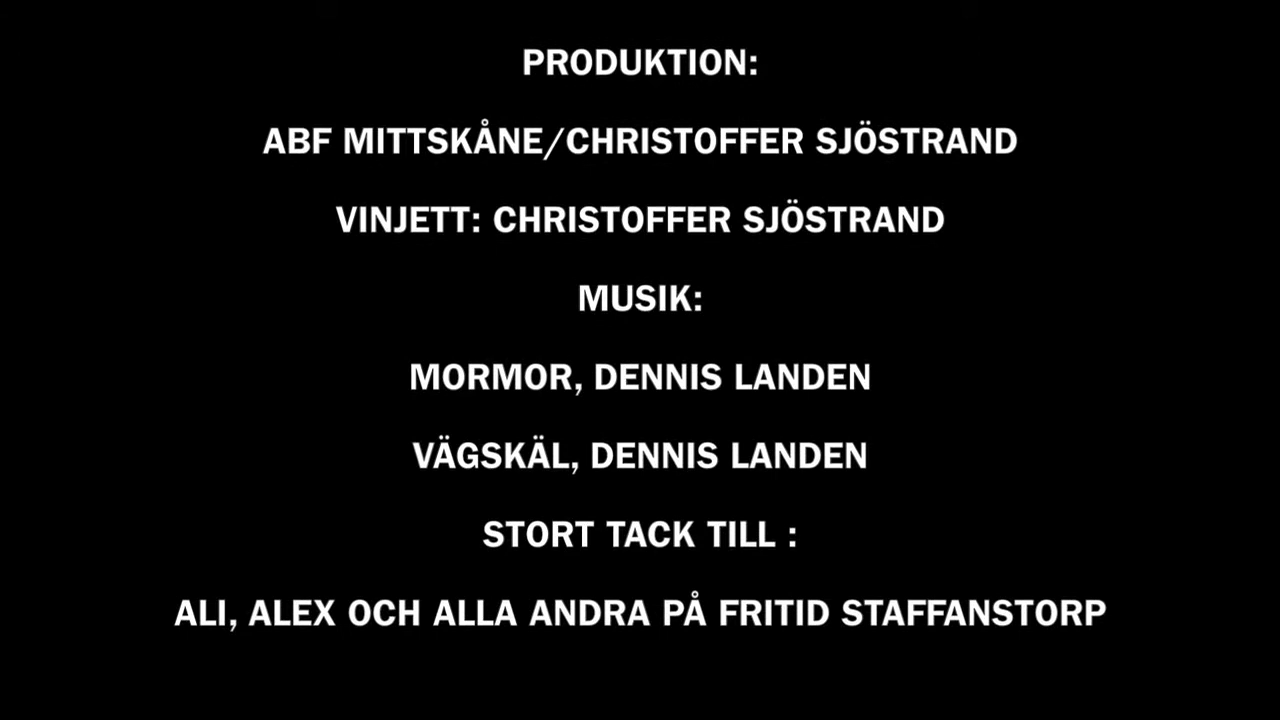 PRODUKTION:
ABF MITTSKÅNE/CHRISTOFFER SJÖSTRAND
VINJETT: CHRISTOFFER SJÖSTRAND
MUSIK:
MORMOR, DENNIS LANDEN
VÄGSKÄL, DENNIS LANDEN
STORT TACK TILL :
ALI, ALEX OCH ALLA ANDRA PÅ FRITID STAFFANSTORP